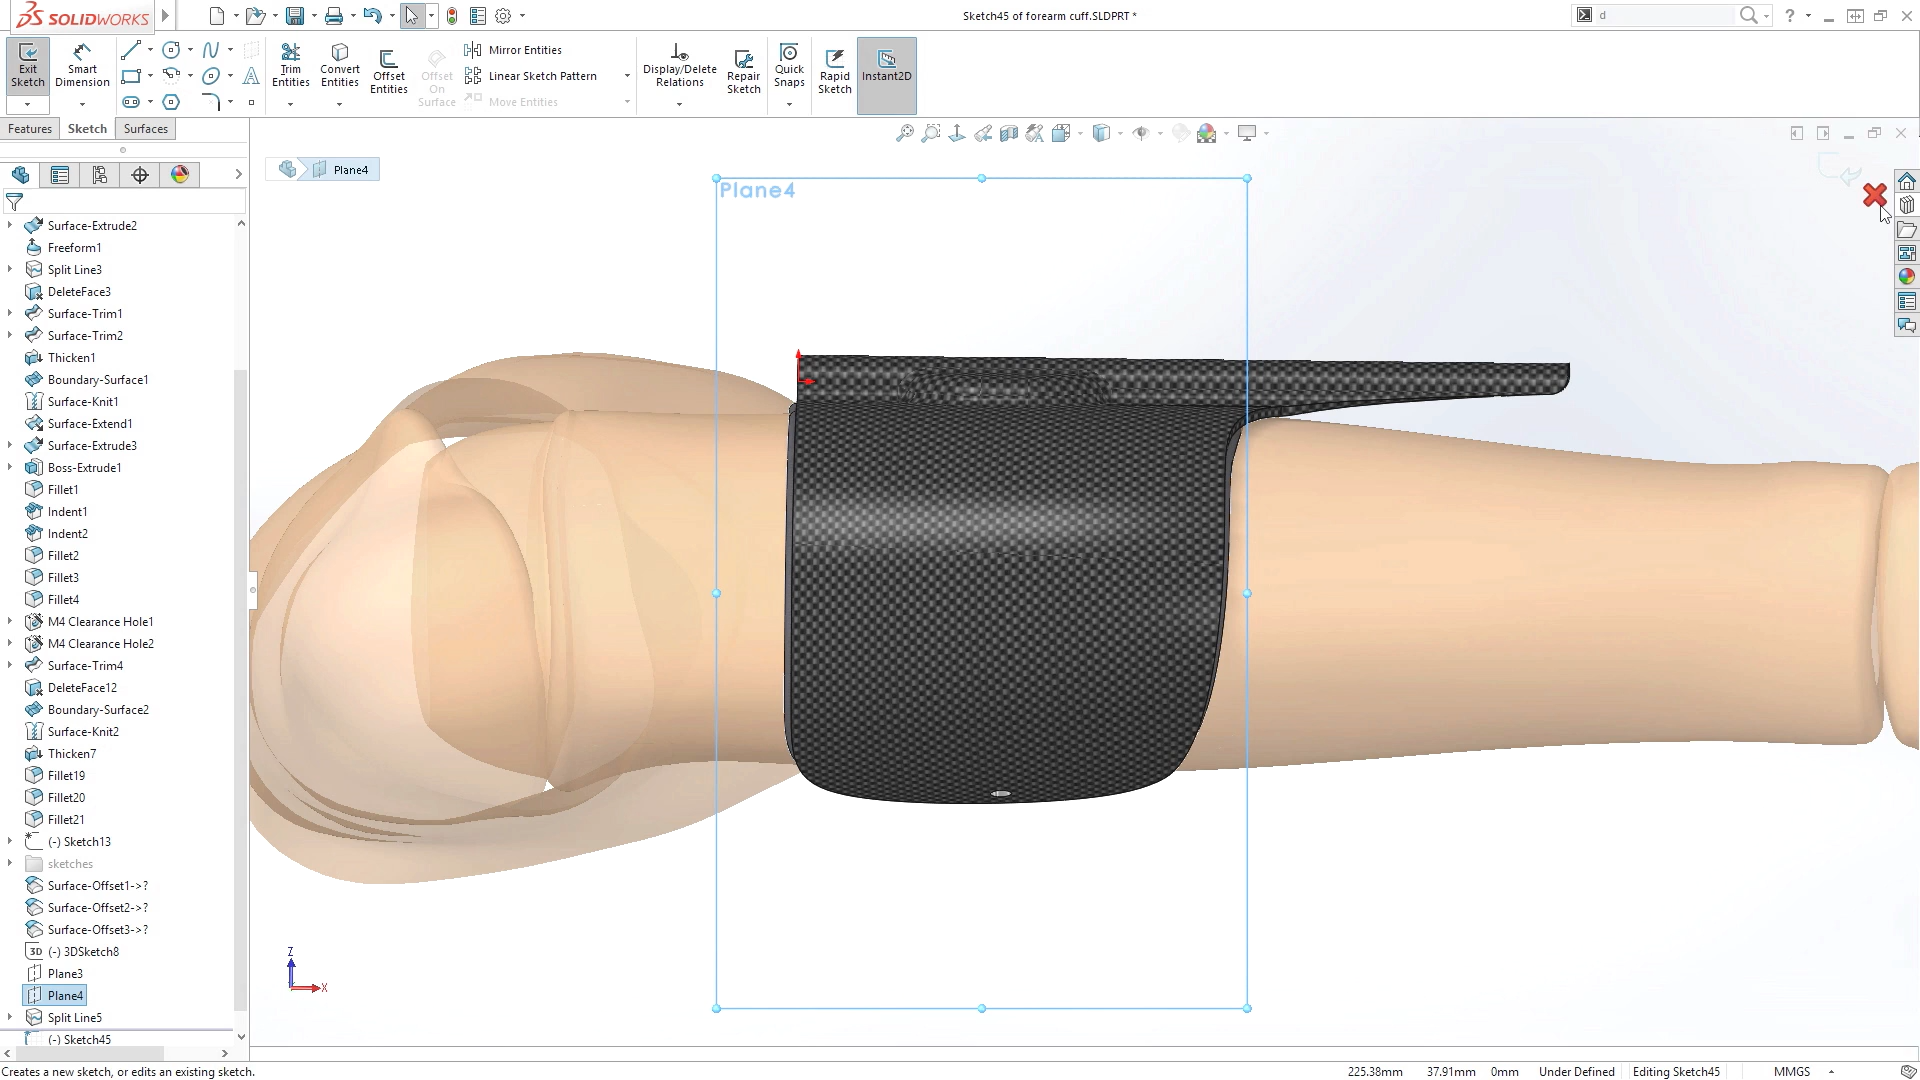 SOLIDWORKS
Sketch45 of forearm cuff.SLDPRT *
d
?
Exit
Sketch
Smart
Dimension
Trim
Entities
Convert
Entities
Offset
Entities
Offset
On
Surface
Mirror Entities
Linear Sketch Pattern
Move Entities
Display/Delete
Relations
Repair
Sketch
Quick
Snaps
Rapid
Sketch
Instant2D
Features
Sketch
Surfaces
Plane4
Plane4
Surface-Extrude2
Freeform1
Split Line3
DeleteFace3
Surface-Trim1
Surface-Trim2
Thicken1
Boundary-Surface1
Surface-Knit1
Surface-Extend1
Surface-Extrude3
Boss-Extrude1
Fillet1
Indent1
Indent2
Fillet2
Fillet3
Fillet4
M4 Clearance Hole1
M4 Clearance Hole2
Surface-Trim4
DeleteFace12
Boundary-Surface2
Surface-Knit2
Thicken7
Fillet19
Fillet20
Fillet21
(-) Sketch13
sketches
Surface-Offset1->?
Surface-Offset2->?
Surface-Offset3->?
3D (-) 3DSketch8
Plane3
Plane4
Split Line5
(-) Sketch45
Z
X
Creates a new sketch, or edits an existing sketch.
225.38mm 37.91mm 0mm Under Defined Editing Sketch45 MMGS